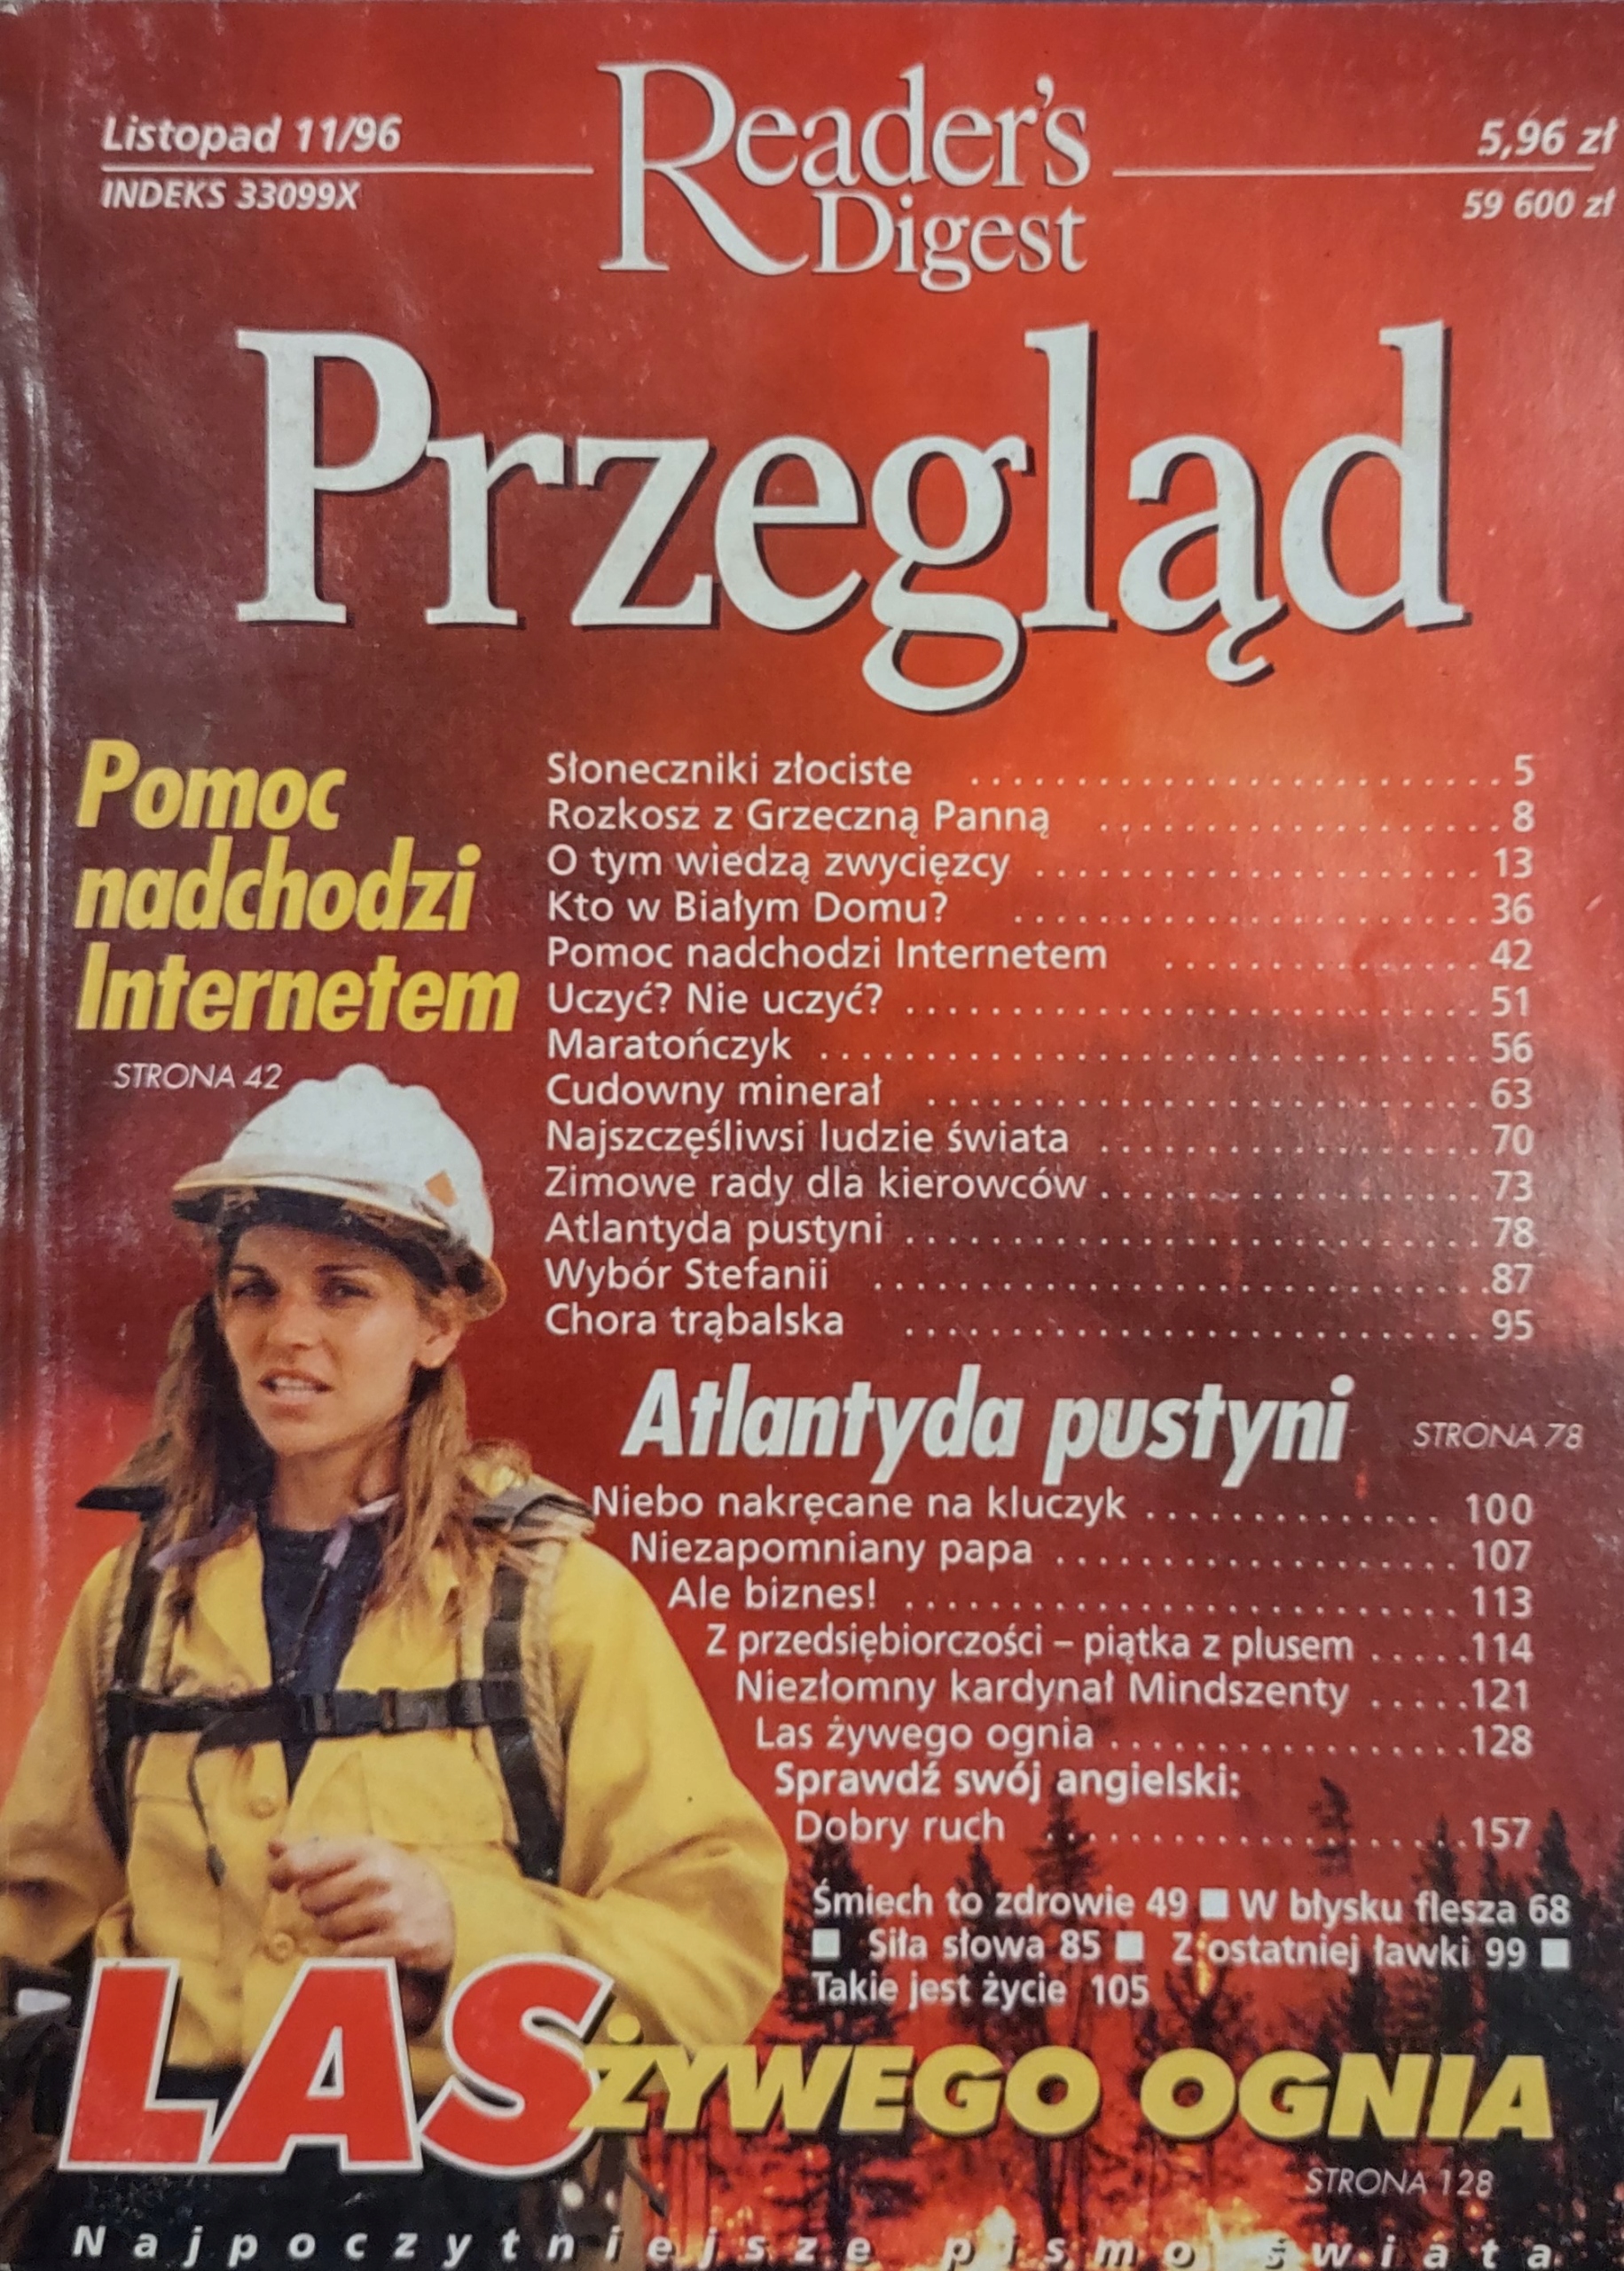 Listopad 11/96
INDEKS 33099X
Reader's
Digest
5,96 zł
59 600 zł
Przegląd
Pomoc
nadchodzi
Internetem
STRONA 42
Słoneczniki złociste ..................................... 5
Rozkosz z Grzeczną Panną ..................................... 8
O tym wiedzą zwycięzcy ..................................... 13
Kto w Białym Domu? ..................................... 36
Pomoc nadchodzi Internetem ..................................... 42
Uczyć? Nie uczyć? ..................................... 51
Maratończyk ..................................... 56
Cudowny minerał ..................................... 63
Najszczęśliwsi ludzie świata ..................................... 70
Zimowe rady dla kierowców ..................................... 73
Atlantyda pustyni ..................................... 78
Wybór Stefanii ..................................... 87
Chora trąbalska ..................................... 95
Atlantyda pustyni STRONA 78
Niebo nakręcane na kluczyk ............... 100
Niezapomniany papa ............... 107
Ale biznes! ............... 113
Z przedsiębiorczości – piątka z plusem .....114
Niezłomny kardynał Mindszenty .....121
Las żywego ognia ...............128
Sprawdź swój angielski:
Dobry ruch ...............157
Śmiech to zdrowie 49 ■ W błysku flesza 68
■ Siła słowa 85 ■ Z ostatniej ławki 99 ■
Takie jest życie 105
LAS ŻYWEGO OGNIA
STRONA 128
Najpoczytniejsze pismo świata